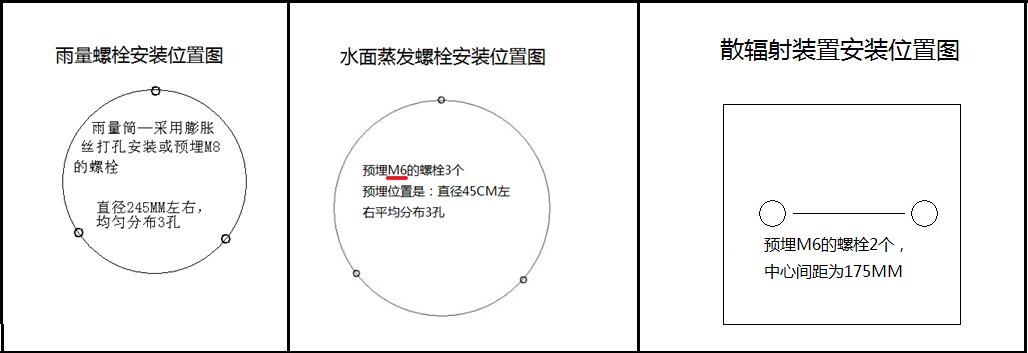 雨量螺栓安装位置图
雨量筒—采用膨胀
丝打孔安装或预埋M8
的螺栓
直径245MM左右，
均匀分布3孔
水面蒸发螺栓安装位置图
预埋M6的螺栓3个
预埋位置是：直径45CM左
右平均分布3孔
散辐射装置安装位置图
预埋M6的螺栓2个，
中心间距为175MM